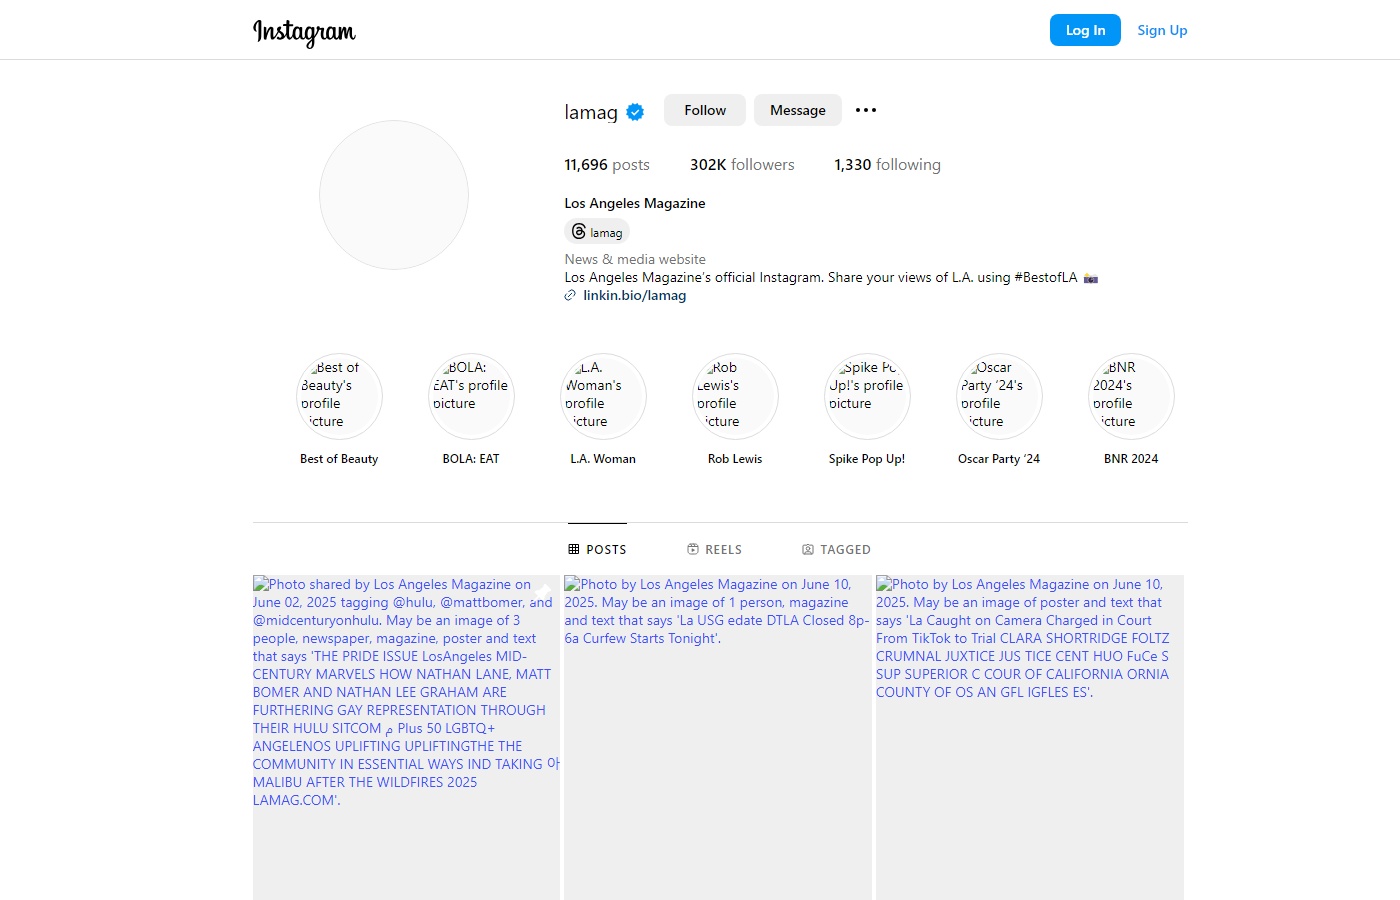 Instagram
Log In
Sign Up
lamag
Follow
Message
11,696 posts
302K followers
1,330 following
Los Angeles Magazine
lamag
News & media website
Los Angeles Magazine's official Instagram. Share your views of L.A. using #BestofLA 📸
linkin.bio/lamag
Best of
Beauty's
profile
picture
BOLA:
EAT's profile
picture
L.A.
Woman's
profile
picture
Rob
Lewis's
profile
picture
Spike Pop
Up!'s profile
picture
Oscar
Party ‘24's
profile
picture
BNR
2024's
profile
picture
Best of Beauty
BOLA: EAT
L.A. Woman
Rob Lewis
Spike Pop Up!
Oscar Party ‘24
BNR 2024
POSTS
REELS
TAGGED
Photo shared by Los Angeles Magazine on
June 02, 2025 tagging @hulu, @mattbomer, and
@midcenturyonhulu. May be an image of 3
people, newspaper, magazine, poster and text
that says 'THE PRIDE ISSUE LosAngeles MID-
CENTURY MARVELS HOW NATHAN LANE, MATT
BOMER AND NATHAN LEE GRAHAM ARE
FURTHERING GAY REPRESENTATION THROUGH
THEIR HULU SITCOM م Plus 50 LGBTQ+
ANGELENOS UPLIFTING UPLIFTINGTHE THE
COMMUNITY IN ESSENTIAL WAYS IND TAKING 아
MALIBU AFTER THE WILDFIRES 2025
LAMAG.COM'.
Photo by Los Angeles Magazine on June 10,
2025. May be an image of 1 person, magazine
and text that says 'La USG edate DTLA Closed 8p-
6a Curfew Starts Tonight'.
Photo by Los Angeles Magazine on June 10,
2025. May be an image of poster and text that
says 'La Caught on Camera Charged in Court
From TikTok to Trial CLARA SHORTRIDGE FOLTZ
CRUMNAL JUXTICE JUS TICE CENT HUO FuCe S
SUP SUPERIOR C COUR OF CALIFORNIA ORNIA
COUNTY OF OS AN GFL IGFLES ES'.